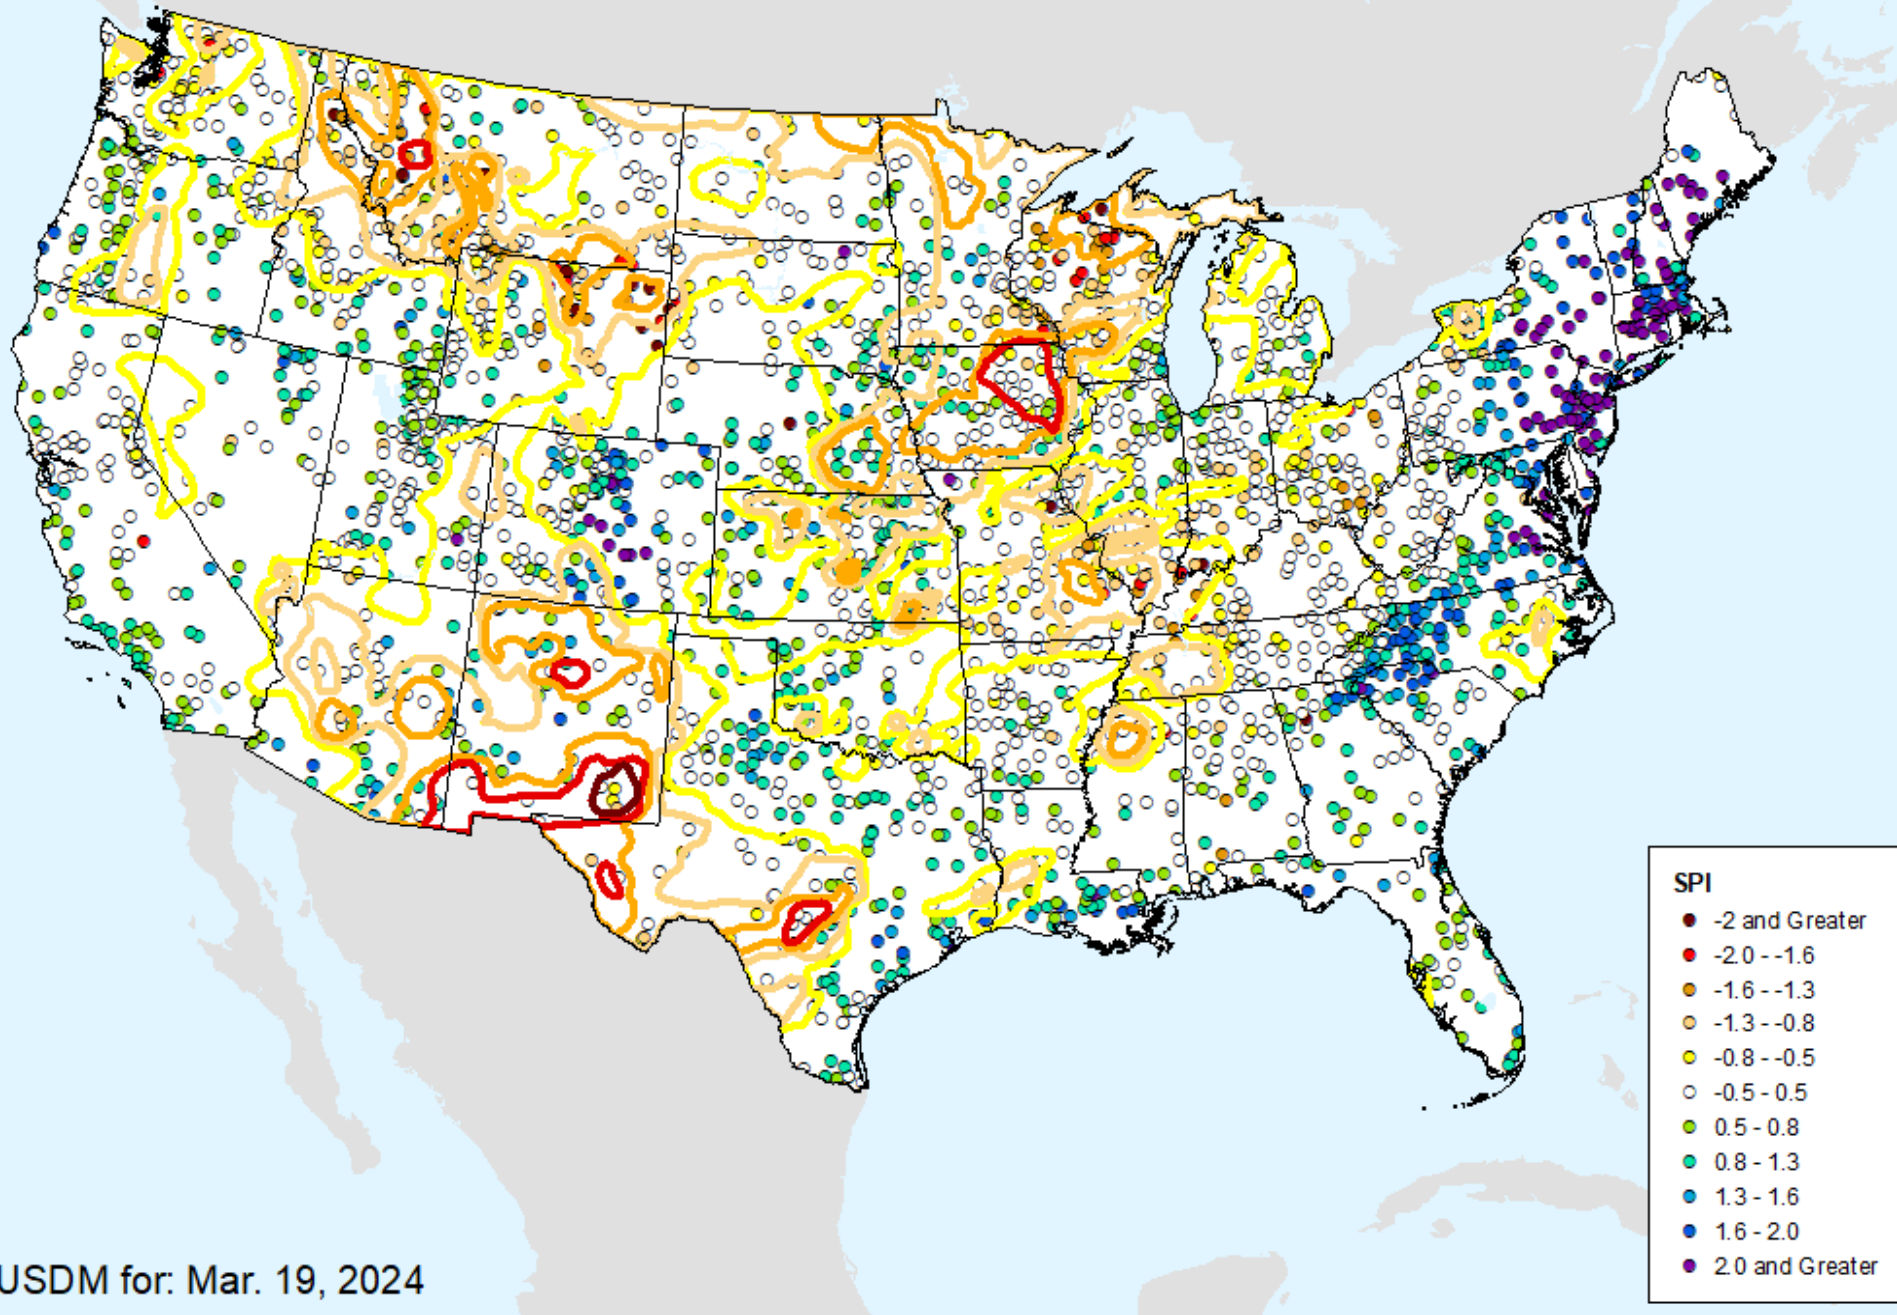 SPI
-2 and Greater
-2.0 - -1.6
-1.6 - -1.3
-1.3 - -0.8
-0.8 - -0.5
-0.5 - 0.5
0.5 - 0.8
0.8 - 1.3
1.3 - 1.6
1.6 - 2.0
2.0 and Greater
USDM for: Mar. 19, 2024